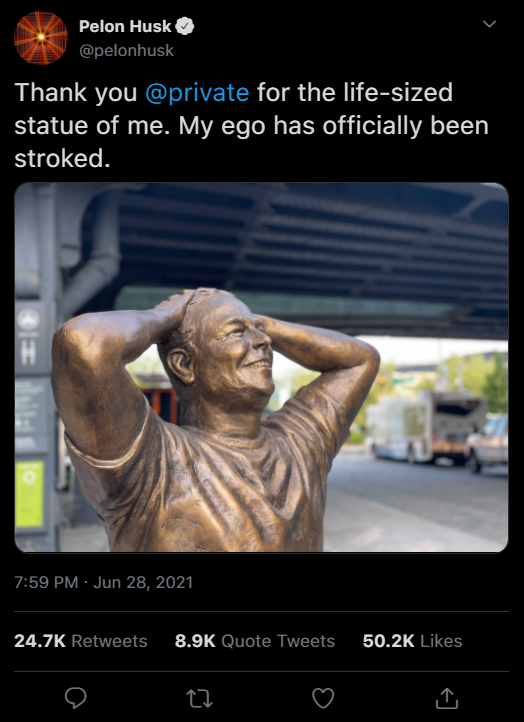 Pelon Husk
@pelonhusk
Thank you @private for the life-sized
statue of me. My ego has officially been
stroked.
H
7:59 PM · Jun 28, 2021
24.7K Retweets 8.9K Quote Tweets 50.2K Likes